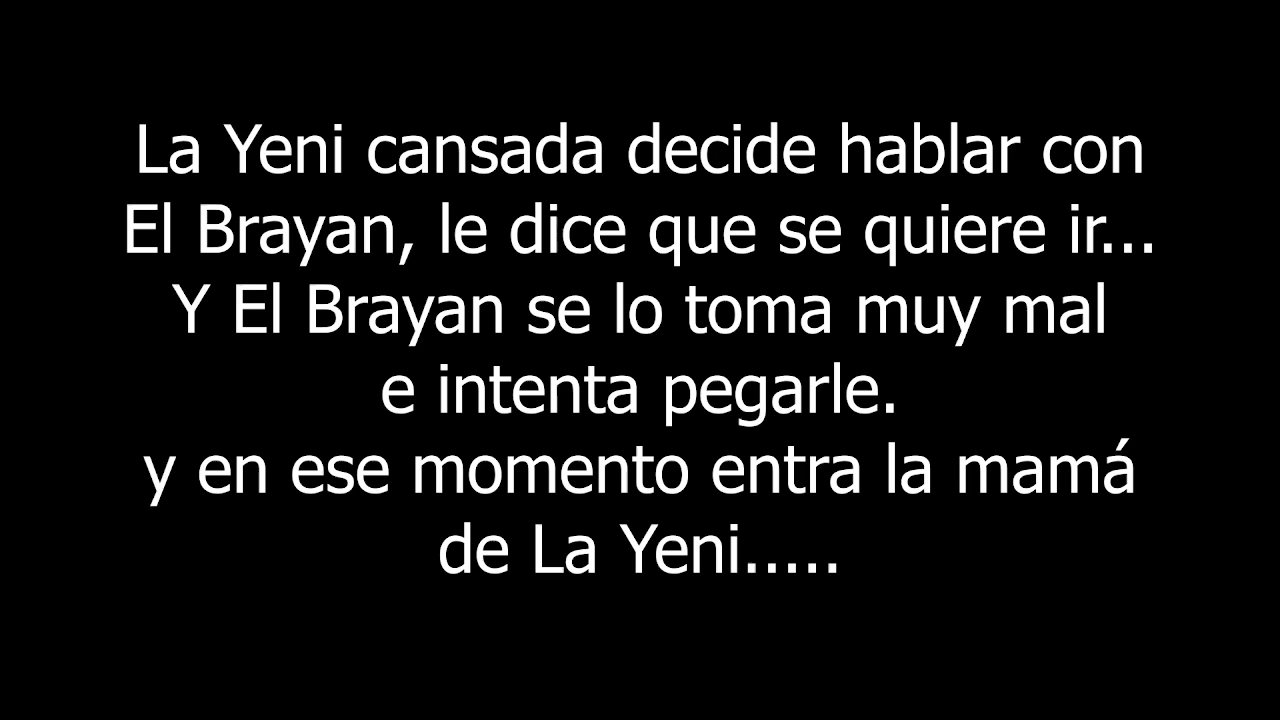 La Yeni cansada decide hablar con
El Brayan, le dice que se quiere ir...
Y El Brayan se lo toma muy mal
e intenta pegarle.
y en ese momento entra la mamá
de La Yeni.....